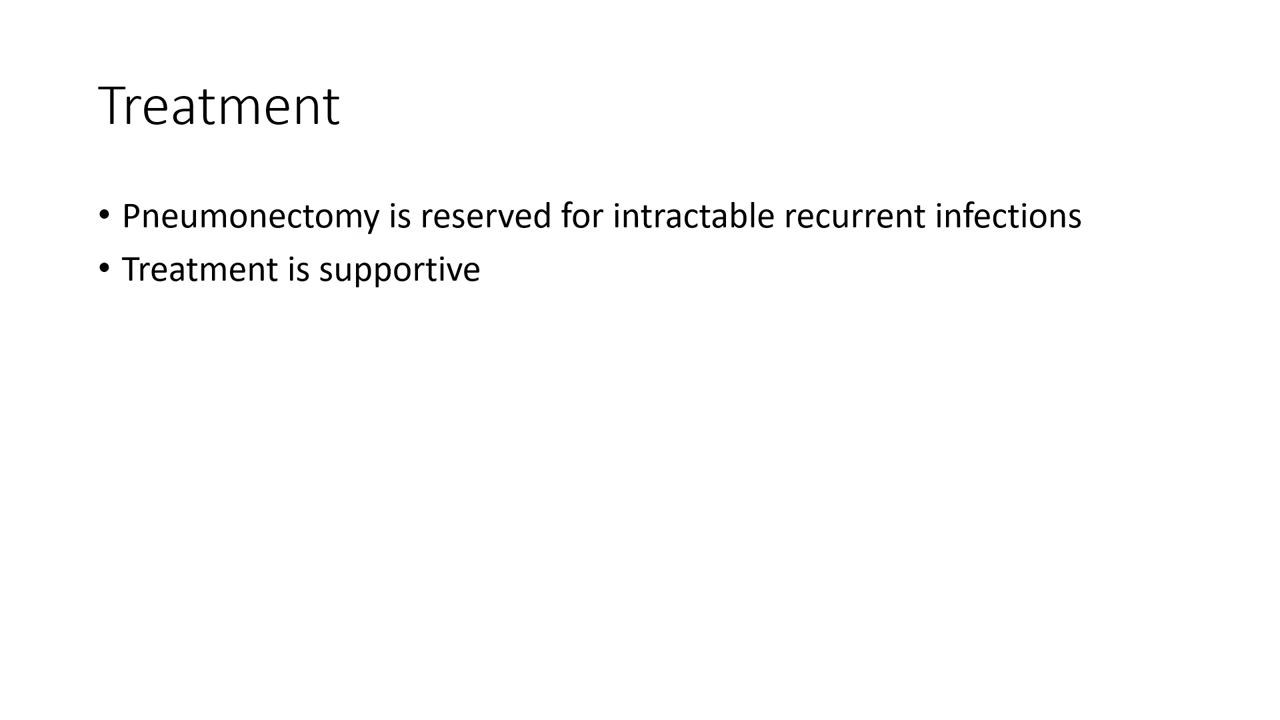 Treatment
• Pneumonectomy is reserved for intractable recurrent infections
• Treatment is supportive